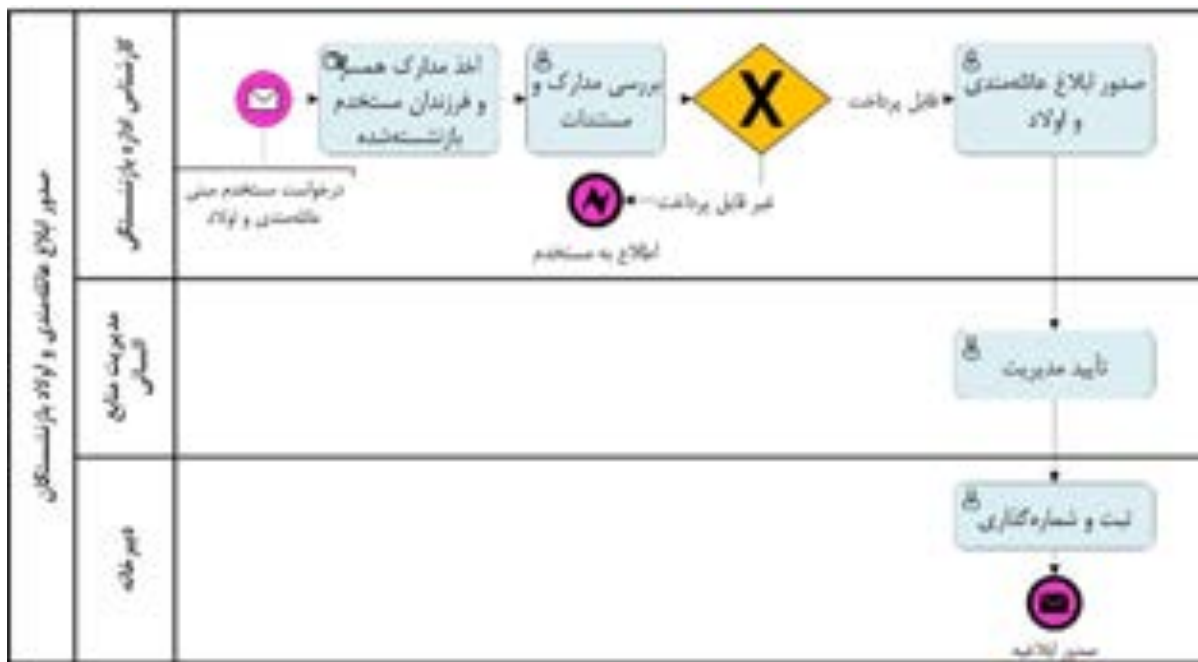 صدور ابلاغ عائله‌مندی و اولاد بازنشستگان
کارشناس اداره بازنشستگی
درخواست مستخدم مبنی
عائله‌مندی و اولاد
اخذ مدارک همسر
و فرزندان مستخدم
بازنشسته‌شده
بررسی مدارک و
مستندات
X
قابل پرداخت
غیر قابل پرداخت
اطلاع به مستخدم
صدور ابلاغ عائله‌مندی
و اولاد
مدیریت منابع
انسانی
تأیید مدیریت
دبیرخانه
ثبت و شماره‌گذاری
صدور ابلاغیه